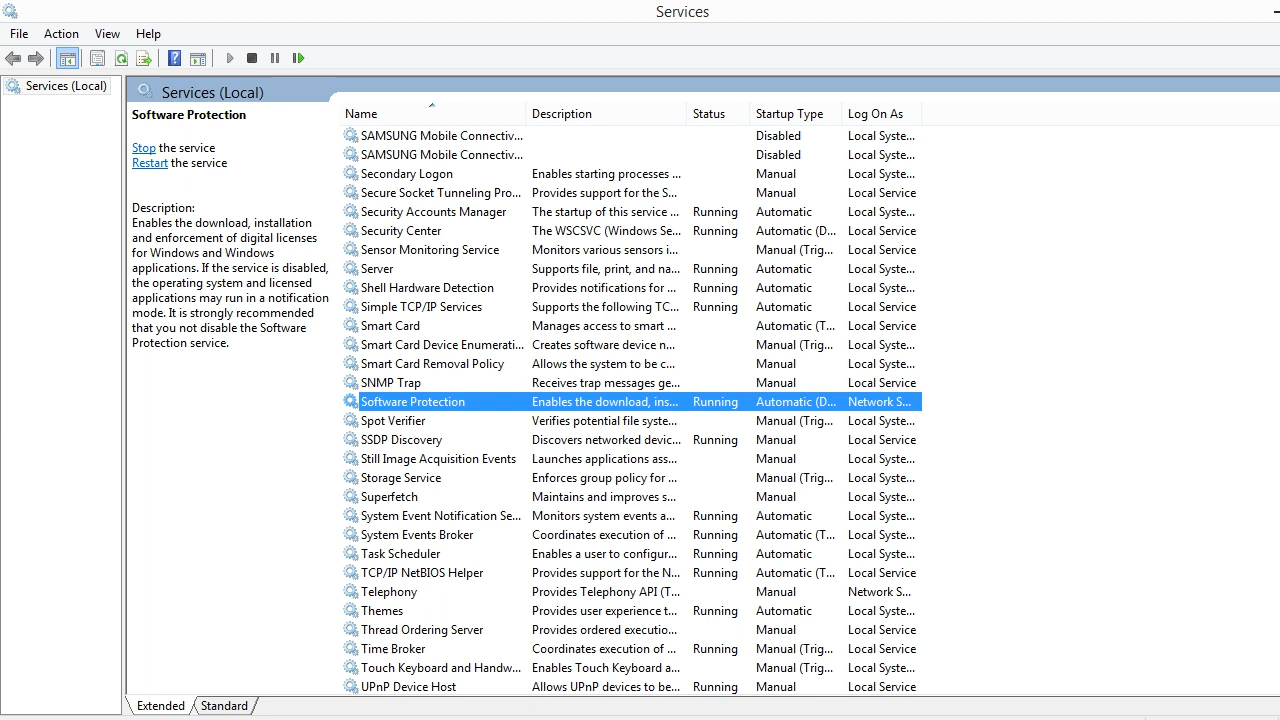 Services
File Action View Help
Services (Local)
Services (Local)
Software Protection
Stop the service
Restart the service
Description:
Enables the download, installation
and enforcement of digital licenses
for Windows and Windows
applications. If the service is disabled,
the operating system and licensed
applications may run in a notification
mode. It is strongly recommended
that you not disable the Software
Protection service.
Name Description Status Startup Type Log On As
SAMSUNG Mobile Connectiv... Disabled Local Syste...
SAMSUNG Mobile Connectiv... Disabled Local Syste...
Secondary Logon Enables starting processes ... Manual Local Syste...
Secure Socket Tunneling Pro... Provides support for the S... Manual Local Service
Security Accounts Manager The startup of this service ... Running Automatic Local Syste...
Security Center The WSCSVC (Windows Se... Running Automatic (D... Local Service
Sensor Monitoring Service Monitors various sensors i... Manual (Trig... Local Service
Server Supports file, print, and na... Running Automatic Local Syste...
Shell Hardware Detection Provides notifications for ... Running Automatic Local Syste...
Simple TCP/IP Services Supports the following TC... Running Automatic Local Service
Smart Card Manages access to smart ... Automatic (T... Local Service
Smart Card Device Enumerati... Creates software device n... Manual (Trig... Local Syste...
Smart Card Removal Policy Allows the system to be c... Manual Local Syste...
SNMP Trap Receives trap messages ge... Manual Local Service
Software Protection Enables the download, ins... Running Automatic (D... Network S...
Spot Verifier Verifies potential file syste... Manual (Trig... Local Syste...
SSDP Discovery Discovers networked devic... Running Manual Local Service
Still Image Acquisition Events Launches applications ass... Manual Local Syste...
Storage Service Enforces group policy for ... Manual (Trig... Local Syste...
Superfetch Maintains and improves s... Manual Local Syste...
System Event Notification Se... Monitors system events a... Running Automatic Local Syste...
System Events Broker Coordinates execution of ... Running Automatic (T... Local Syste...
Task Scheduler Enables a user to configur... Running Automatic Local Syste...
TCP/IP NetBIOS Helper Provides support for the N... Running Automatic (T... Local Service
Telephony Provides Telephony API (T... Manual Network S...
Themes Provides user experience t... Running Automatic Local Syste...
Thread Ordering Server Provides ordered executio... Manual Local Service
Time Broker Coordinates execution of ... Running Manual (Trig... Local Service
Touch Keyboard and Handw... Enables Touch Keyboard a... Manual (Trig... Local Syste...
UPnP Device Host Allows UPnP devices to be... Running Manual Local Service
Extended Standard